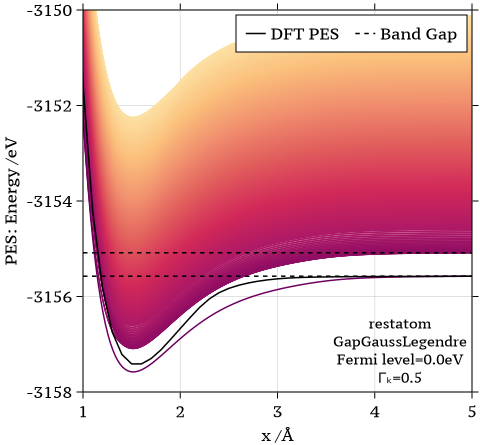 -3150
-3152
-3154
-3156
-3158
PES: Energy /eV
DFT PES
Band Gap
restatom
GapGaussLegendre
Fermi level=0.0eV
Γₖ=0.5
1
2
3
4
5
x /Å